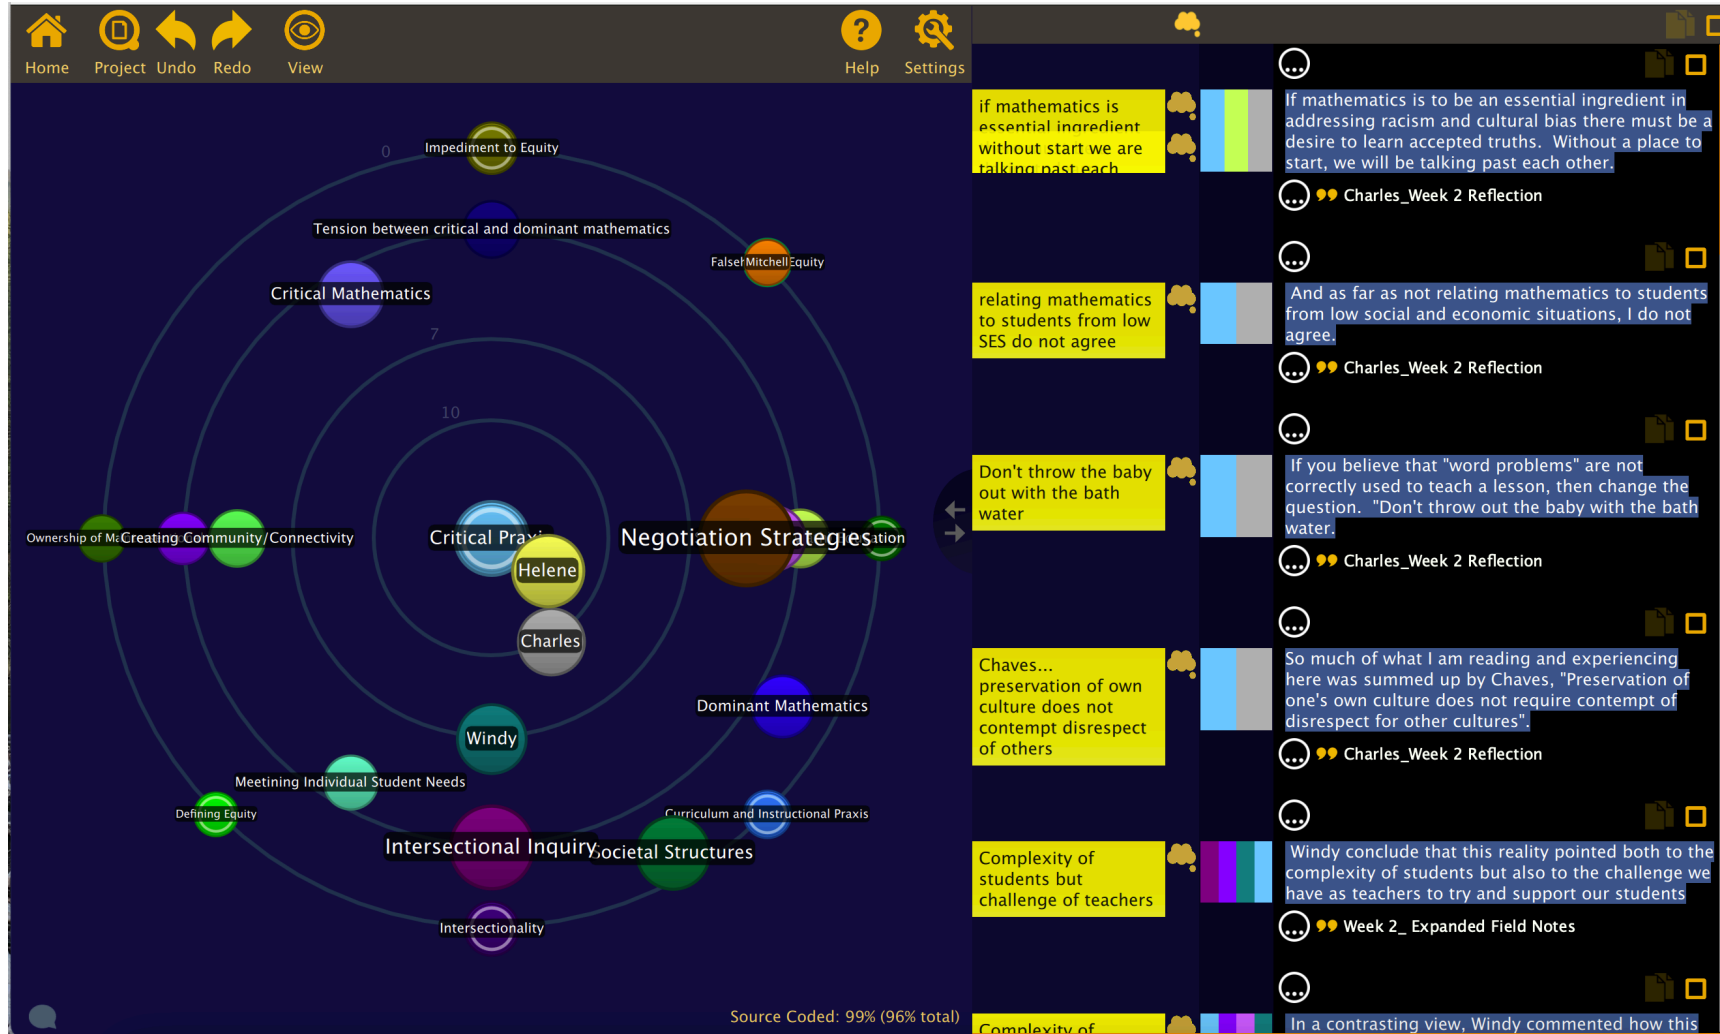 Home
Project
Undo
Redo
View
Help
Settings
0
Impediment to Equity
Tension between critical and dominant mathematics
Mitchell Equity
Critical Mathematics
7
10
Ownership of
Creating Community/Connectivity
Critical
Helene
Negotiation Strategies
Charles
Dominant Mathematics
Windy
Meetining Individual Student Needs
Defining Equity
Curriculum and Instructional Praxis
Intersectional Inquiry
Societal Structures
Intersectionality
Source Coded: 99% (96% total)
if mathematics is
essential ingredient
without start we are
talking past each
If mathematics is to be an essential ingredient in
addressing racism and cultural bias there must be a
desire to learn accepted truths. Without a place to
start, we will be talking past each other.
Charles_Week 2 Reflection
relating mathematics
to students from low
SES do not agree
And as far as not relating mathematics to students
from low social and economic situations, I do not
agree.
Charles_Week 2 Reflection
Don't throw the baby
out with the bath
water
If you believe that "word problems" are not
correctly used to teach a lesson, then change the
question. "Don't throw out the baby with the bath
water.
Charles_Week 2 Reflection
Chaves...
preservation of own
culture does not
contempt disrespect
of others
So much of what I am reading and experiencing
here was summed up by Chaves, "Preservation of
one's own culture does not require contempt of
disrespect for other cultures".
Charles_Week 2 Reflection
Complexity of
students but
challenge of teachers
Windy conclude that this reality pointed both to the
complexity of students but also to the challenge we
have as teachers to try and support our students
Week 2_ Expanded Field Notes
Complexity of
In a contrasting view, Windy commented how this